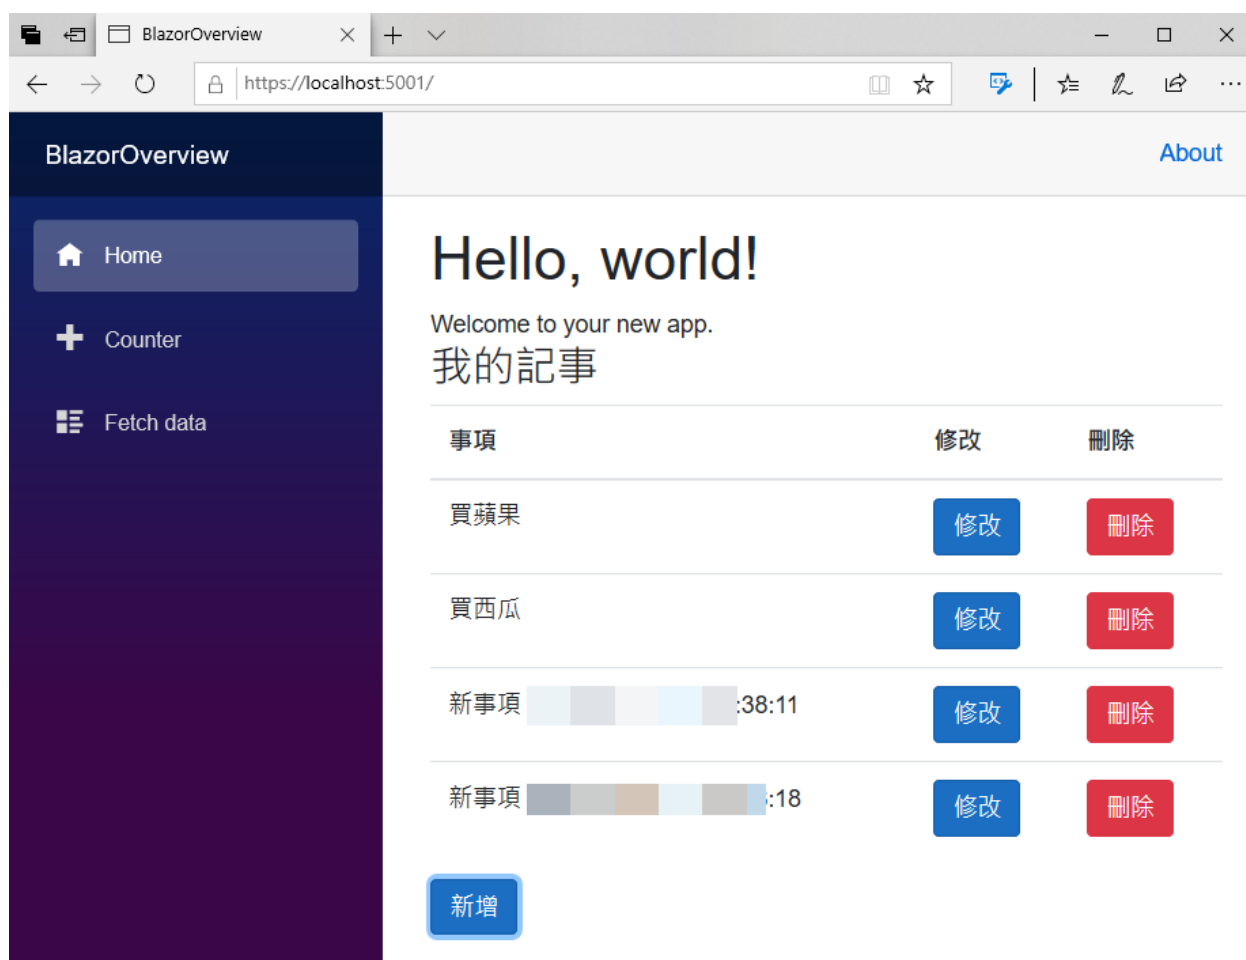 BlazorOverview
https://localhost:5001/
BlazorOverview
About
Home
Counter
Fetch data
Hello, world!
Welcome to your new app.
我的記事
事項 修改 刪除
買蘋果 修改 刪除
買西瓜 修改 刪除
新事項 :38:11 修改 刪除
新事項 :18 修改 刪除
新增